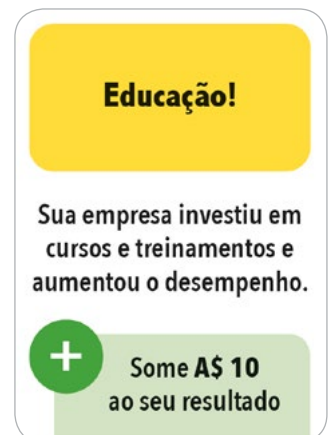 Educação!
Sua empresa investiu em
cursos e treinamentos e
aumentou o desempenho.
+
Some A$ 10
ao seu resultado